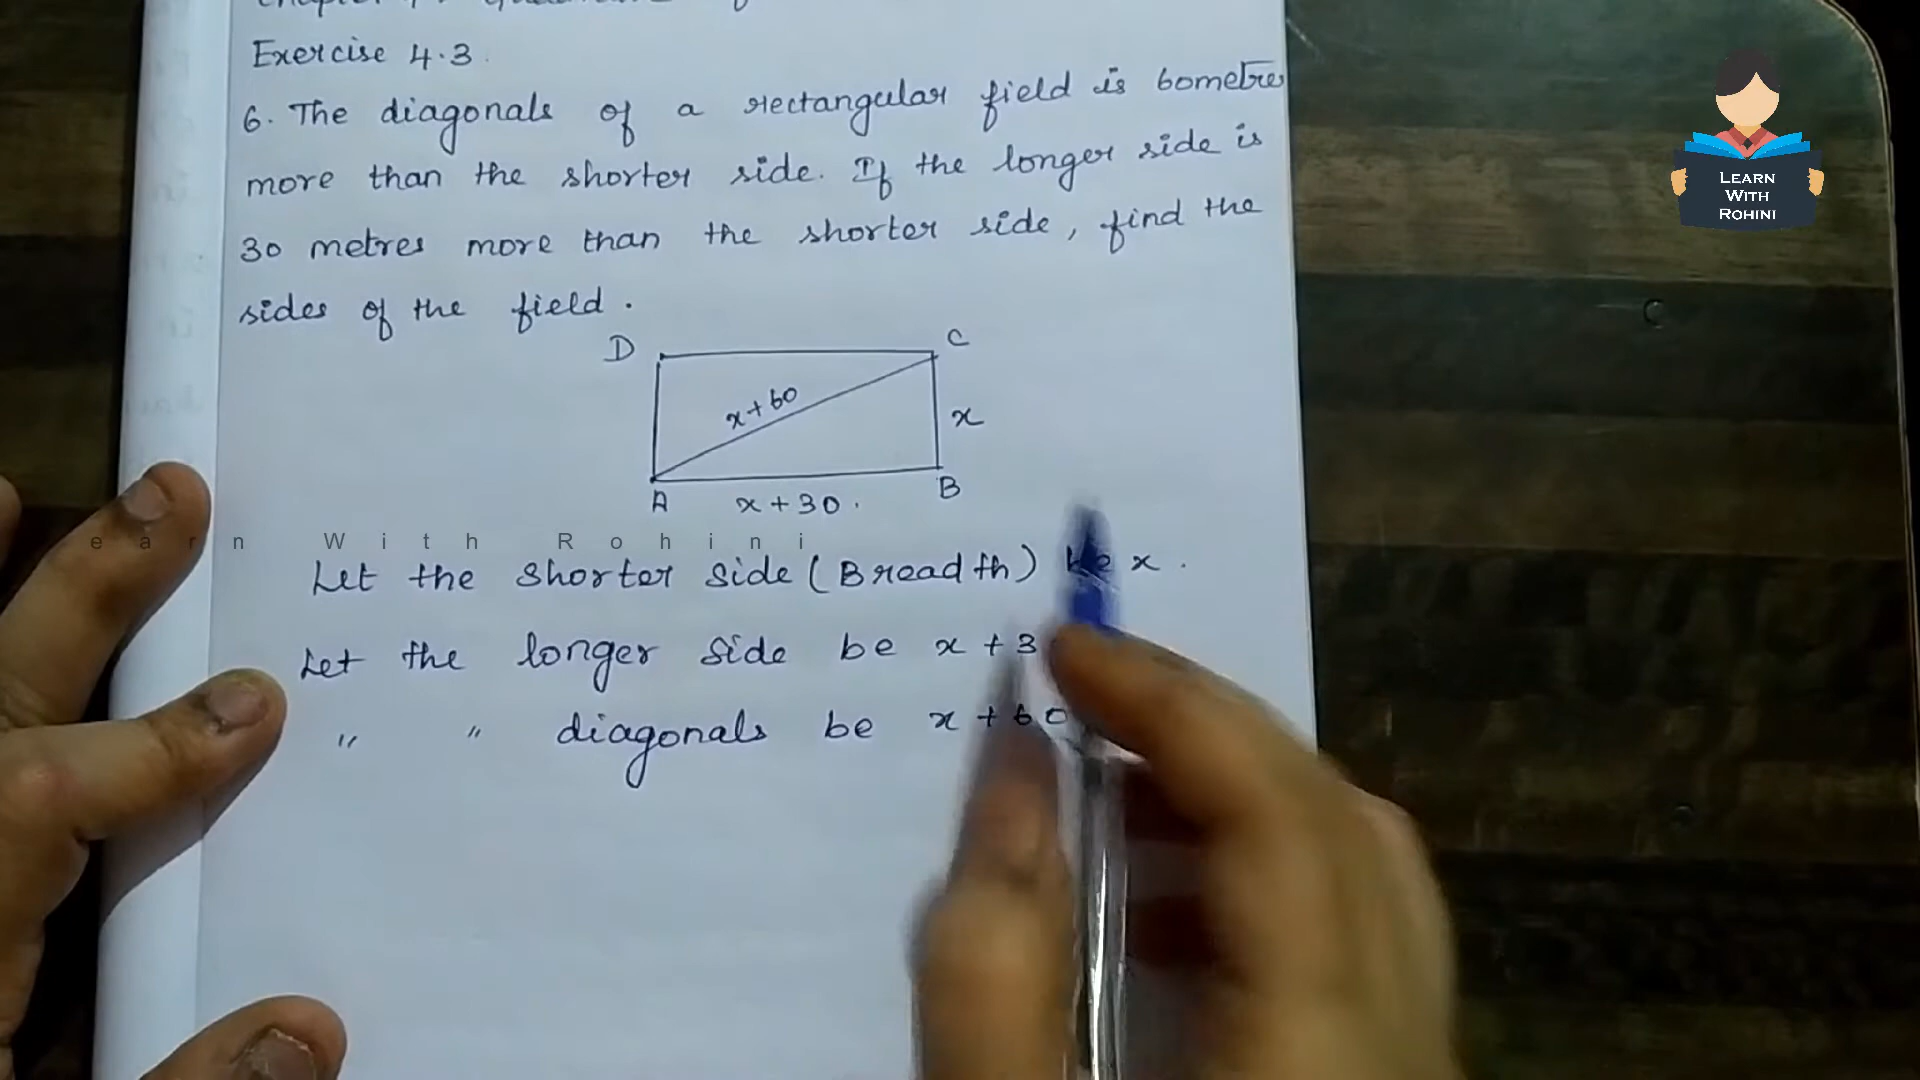 Exercise 4.3.
6. The diagonals of a rectangular field is 60metre
more than the shorter side. If the longer side is
30 metres more than the shorter side, find the
sides of the field.
D
C
x+60
x
A
x+30.
B
earn With Rohini
Let the shorter side (Breadth) be x.
Let the longer side be x + 3
" " diagonals be x + 60
LEARN
WITH
ROHINI